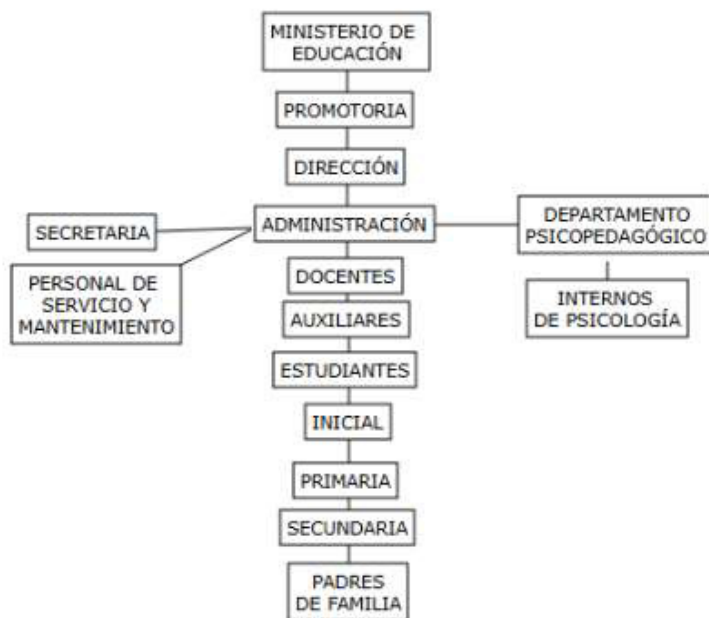 MINISTERIO DE
EDUCACIÓN
PROMOTORIA
DIRECCIÓN
ADMINISTRACIÓN
SECRETARIA
PERSONAL DE
SERVICIO Y
MANTENIMIENTO
DEPARTAMENTO
PSICOPEDAGÓGICO
INTERNOS
DE PSICOLOGÍA
DOCENTES
AUXILIARES
ESTUDIANTES
INICIAL
PRIMARIA
SECUNDARIA
PADRES
DE FAMILIA